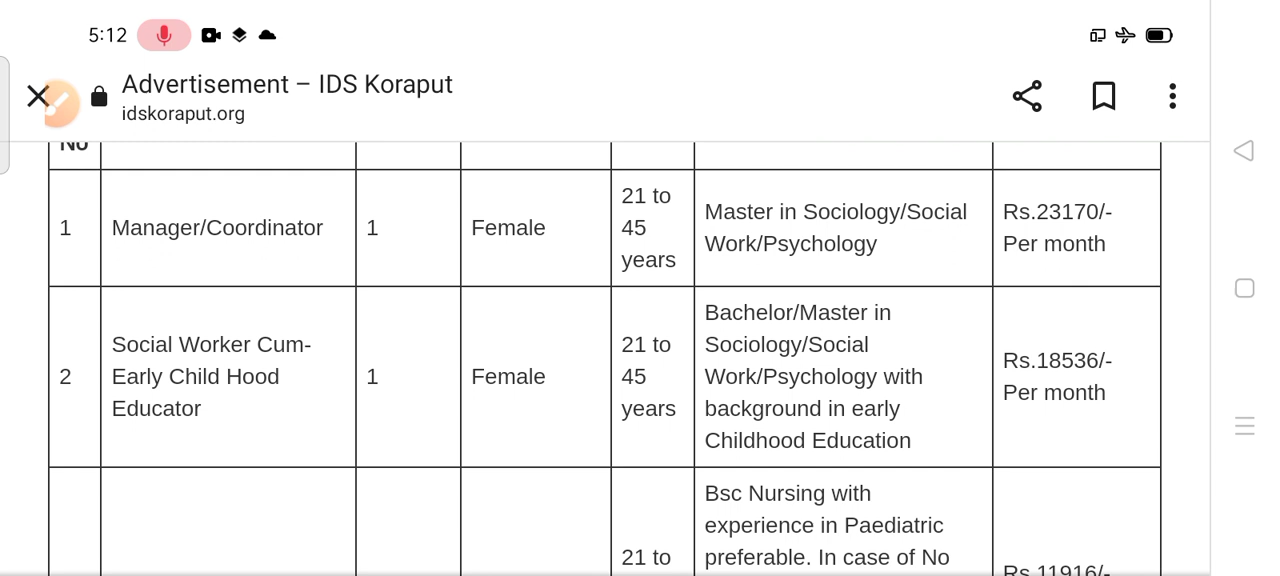 5:12
Advertisement – IDS Koraput
idskoraput.org
No
1
Manager/Coordinator
1
Female
21 to
45
years
Master in Sociology/Social
Work/Psychology
Rs.23170/-
Per month
2
Social Worker Cum-
Early Child Hood
Educator
1
Female
21 to
45
years
Bachelor/Master in
Sociology/Social
Work/Psychology with
background in early
Childhood Education
Rs.18536/-
Per month
21 to
Bsc Nursing with
experience in Paediatric
preferable. In case of No
Rs.11916/-